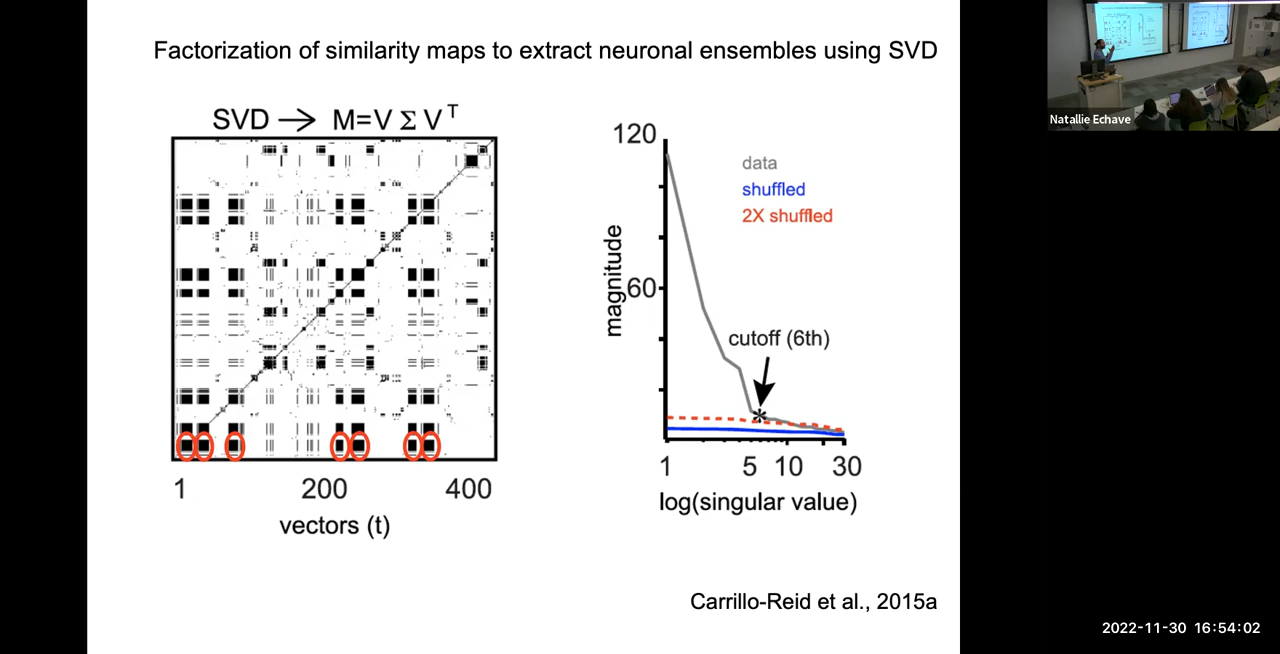 Factorization of similarity maps to extract neuronal ensembles using SVD
SVD → M=V Σ V^T
1 200 400
vectors (t)
120
60
magnitude
data
shuffled
2X shuffled
cutoff (6th)
*
1 5 10 30
log(singular value)
Carrillo-Reid et al., 2015a
Natallie Echave
2022-11-30 16:54:02